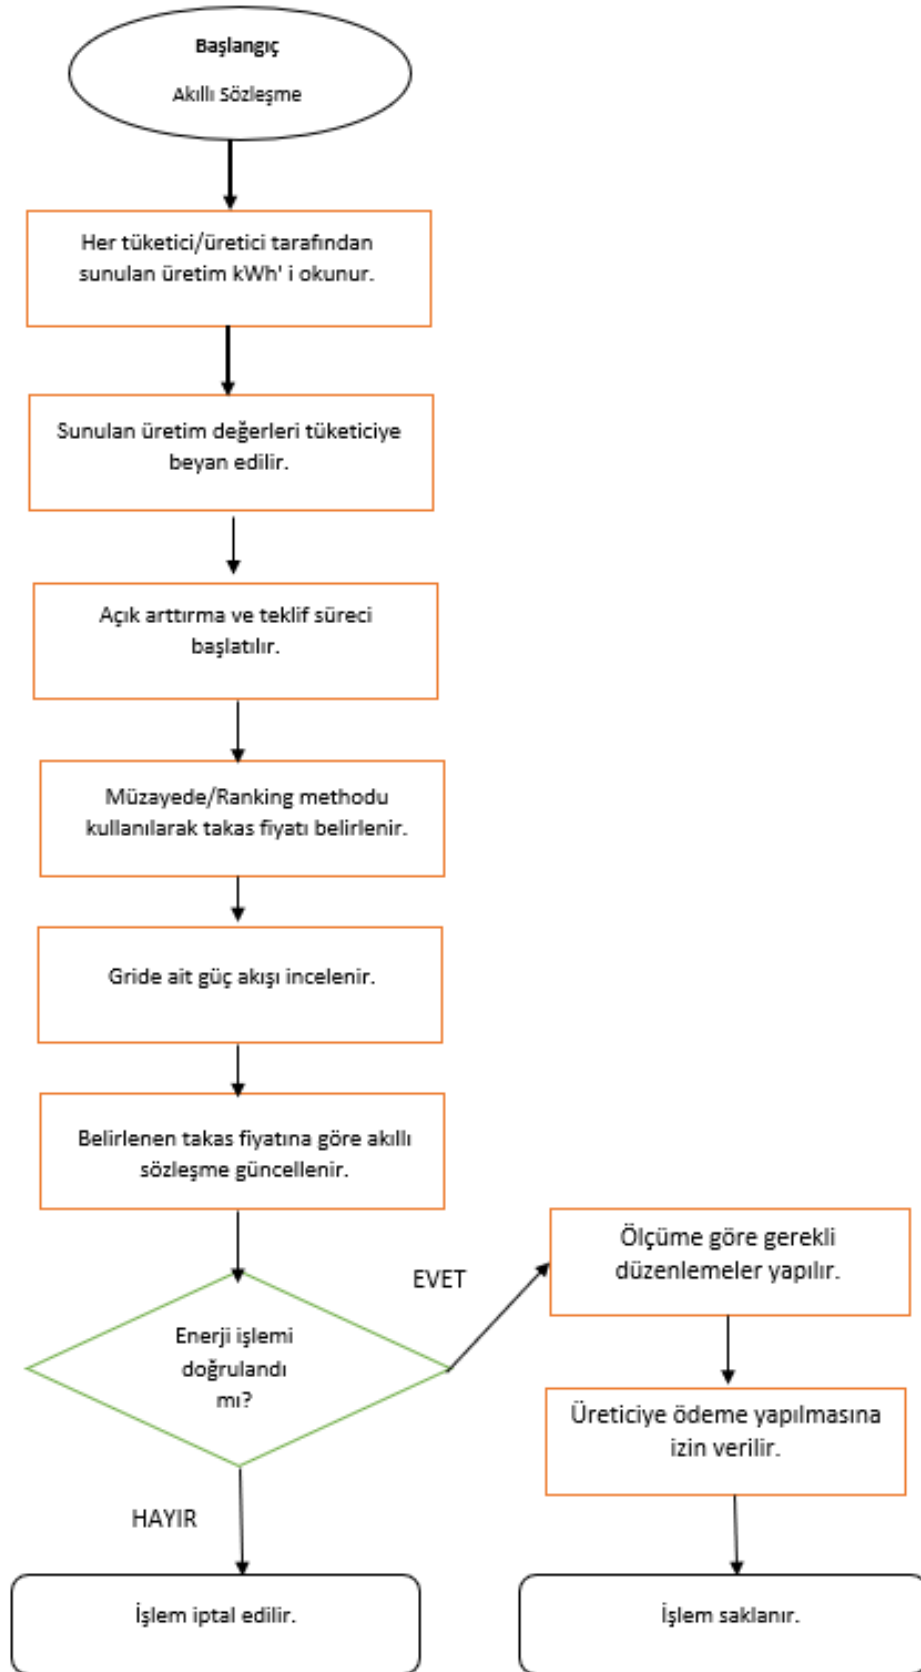 Başlangıç
Akıllı Sözleşme
Her tüketici/üretici tarafından
sunulan üretim kWh' i okunur.
Sunulan üretim değerleri tüketiciye
beyan edilir.
Açık arttırma ve teklif süreci
başlatılır.
Müzayede/Ranking methodu
kullanılarak takas fiyatı belirlenir.
Gride ait güç akışı incelenir.
Belirlenen takas fiyatına göre akıllı
sözleşme güncellenir.
Enerji işlemi
doğrulandı
mı?
EVET
Ölçüme göre gerekli
düzenlemeler yapılır.
Üreticiye ödeme yapılmasına
izin verilir.
HAYIR
İşlem iptal edilir.
İşlem saklanır.